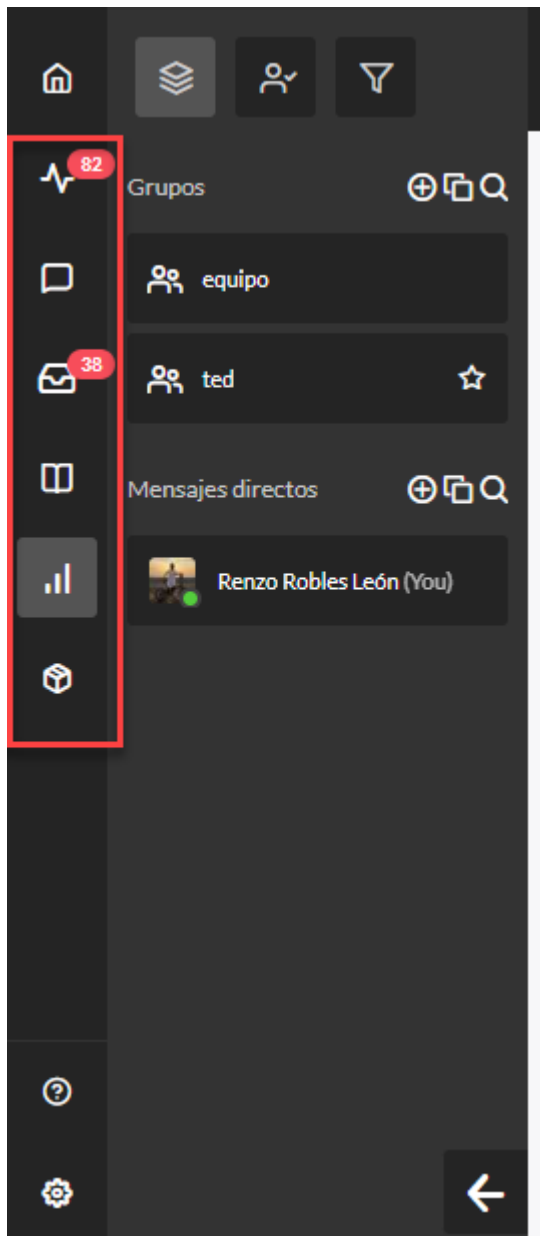 82
Grupos
equipo
38
ted
Mensajes directos
Renzo Robles León (You)